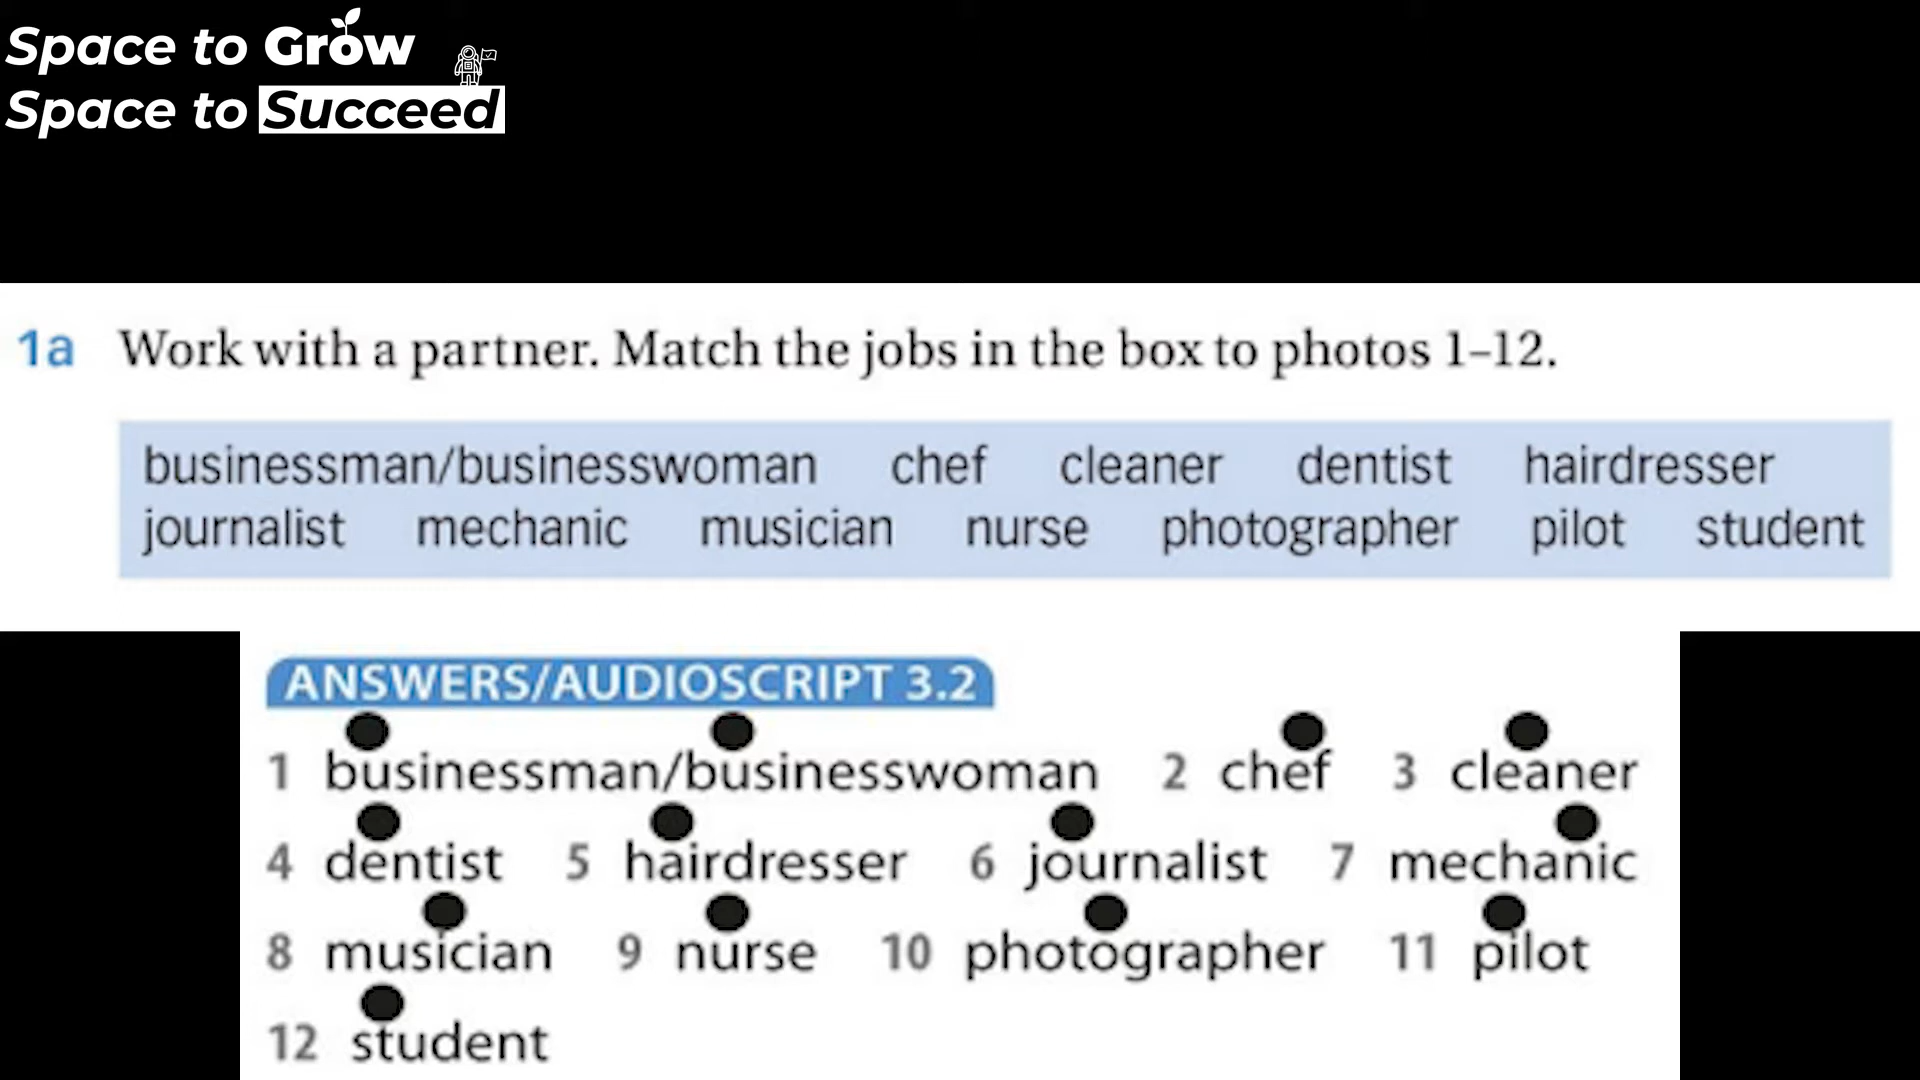 Space to Grow
Space to Succeed
1a Work with a partner. Match the jobs in the box to photos 1–12.
businessman/businesswoman chef cleaner dentist hairdresser
journalist mechanic musician nurse photographer pilot student
ANSWERS/AUDIOSCRIPT 3.2
1 businessman/businesswoman 2 chef 3 cleaner
4 dentist 5 hairdresser 6 journalist 7 mechanic
8 musician 9 nurse 10 photographer 11 pilot
12 student